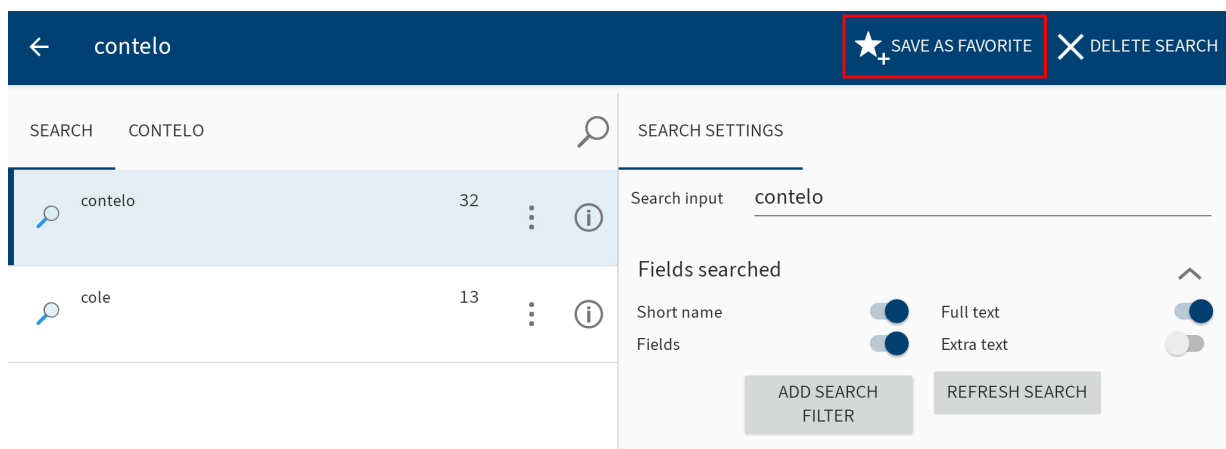 contelo
SAVE AS FAVORITE
DELETE SEARCH
SEARCH
CONTELO
SEARCH SETTINGS
contelo
32
cole
13
Search input
contelo
Fields searched
Short name
Full text
Fields
Extra text
ADD SEARCH
FILTER
REFRESH SEARCH